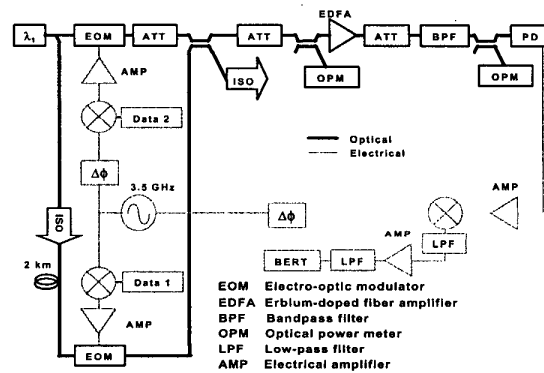 EDFA
λ₁ EOM ATT ATT ATT BPF PD
AMP OPM ISO OPM
Data 2
Optical
Electrical
Δϕ
3.5 GHz
AMP
ISO
Δϕ
AMP
LPF
2 km
BERT LPF
Data 1
EOM Electro-optic modulator
EDFA Erbium-doped fiber amplifier
AMP
BPF Bandpass filter
OPM Optical power meter
LPF Low-pass filter
EOM
AMP Electrical amplifier